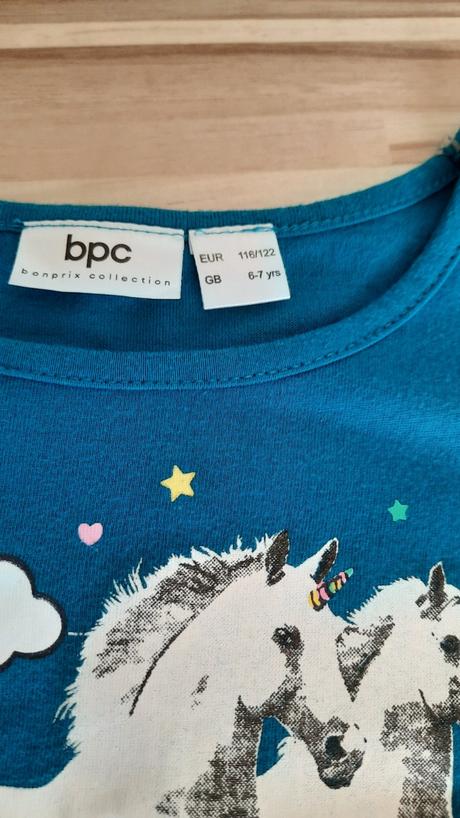 bpc
bonprix collection
EUR 116/122
GB 6-7 yrs